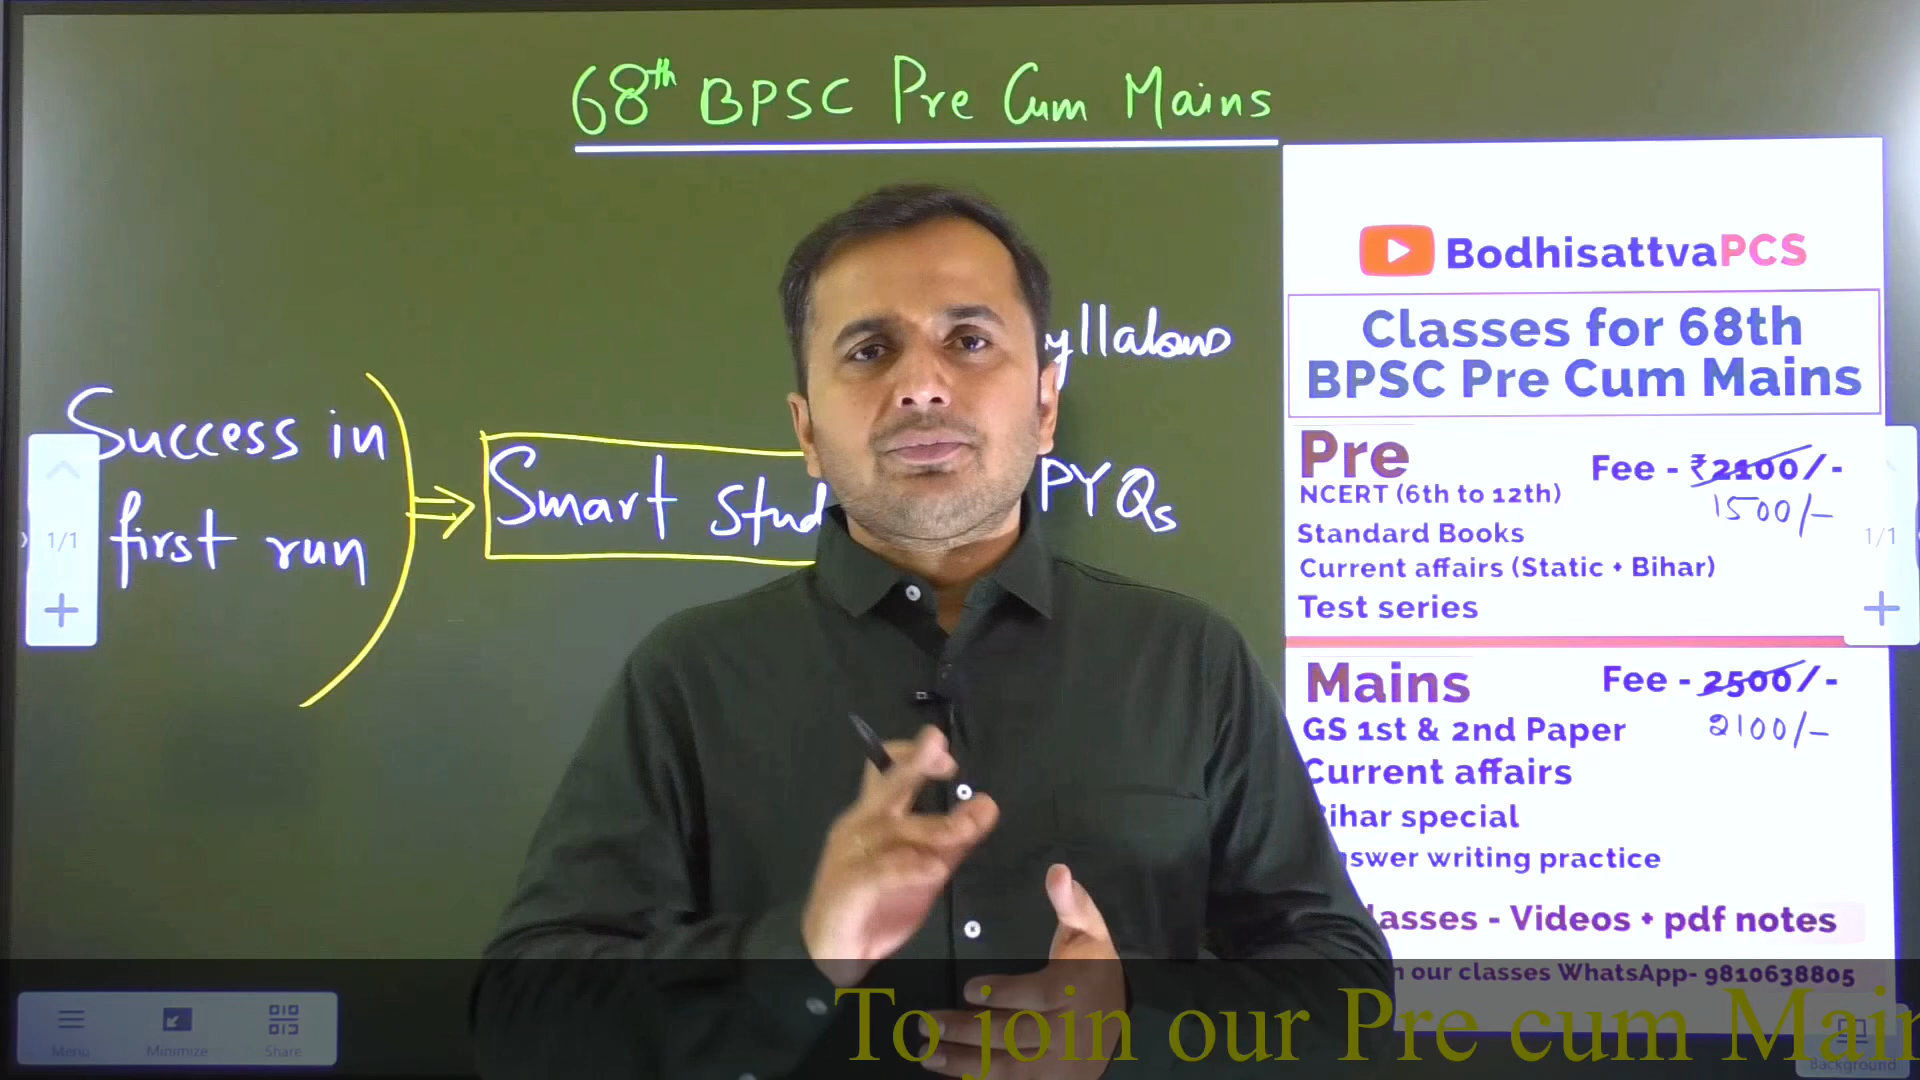 68th BPSC Pre Cum Mains
BodhisattvaPCS
Classes for 68th
BPSC Pre Cum Mains
yllabus
Success in
first run
Smart Stud
PYQs
Pre
Fee - ₹2100/-
1500/-
NCERT (6th to 12th)
Standard Books
Current affairs (Static + Bihar)
Test series
Mains
Fee - 2500/-
2100/-
GS 1st & 2nd Paper
Current affairs
ihar special
nswer writing practice
lasses - Videos + pdf notes
n our classes WhatsApp- 9810638805
1/1
1/1
Menu
Minimize
Share
Background
To join our Pre cum Main